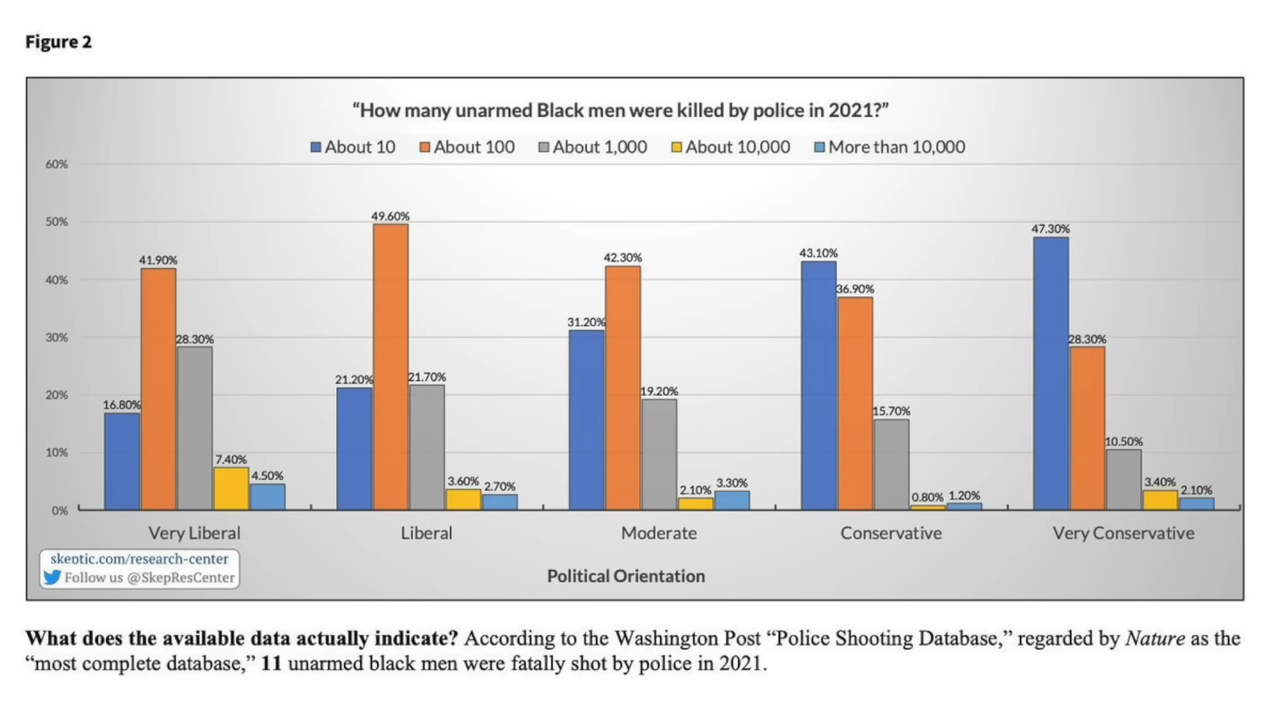 Figure 2
“How many unarmed Black men were killed by police in 2021?”
About 10 About 100 About 1,000 About 10,000 More than 10,000
60%
50%
40%
30%
20%
10%
0%
16.80% 41.90% 28.30% 7.40% 4.50%
21.20% 49.60% 21.70% 3.60% 2.70%
31.20% 42.30% 19.20% 2.10% 3.30%
43.10% 36.90% 15.70% 0.80% 1.20%
47.30% 28.30% 10.50% 3.40% 2.10%
Very Liberal Liberal Moderate Conservative Very Conservative
skeptic.com/research-center
Follow us @SkepResCenter
Political Orientation
What does the available data actually indicate? According to the Washington Post “Police Shooting Database,” regarded by Nature as the
“most complete database,” 11 unarmed black men were fatally shot by police in 2021.